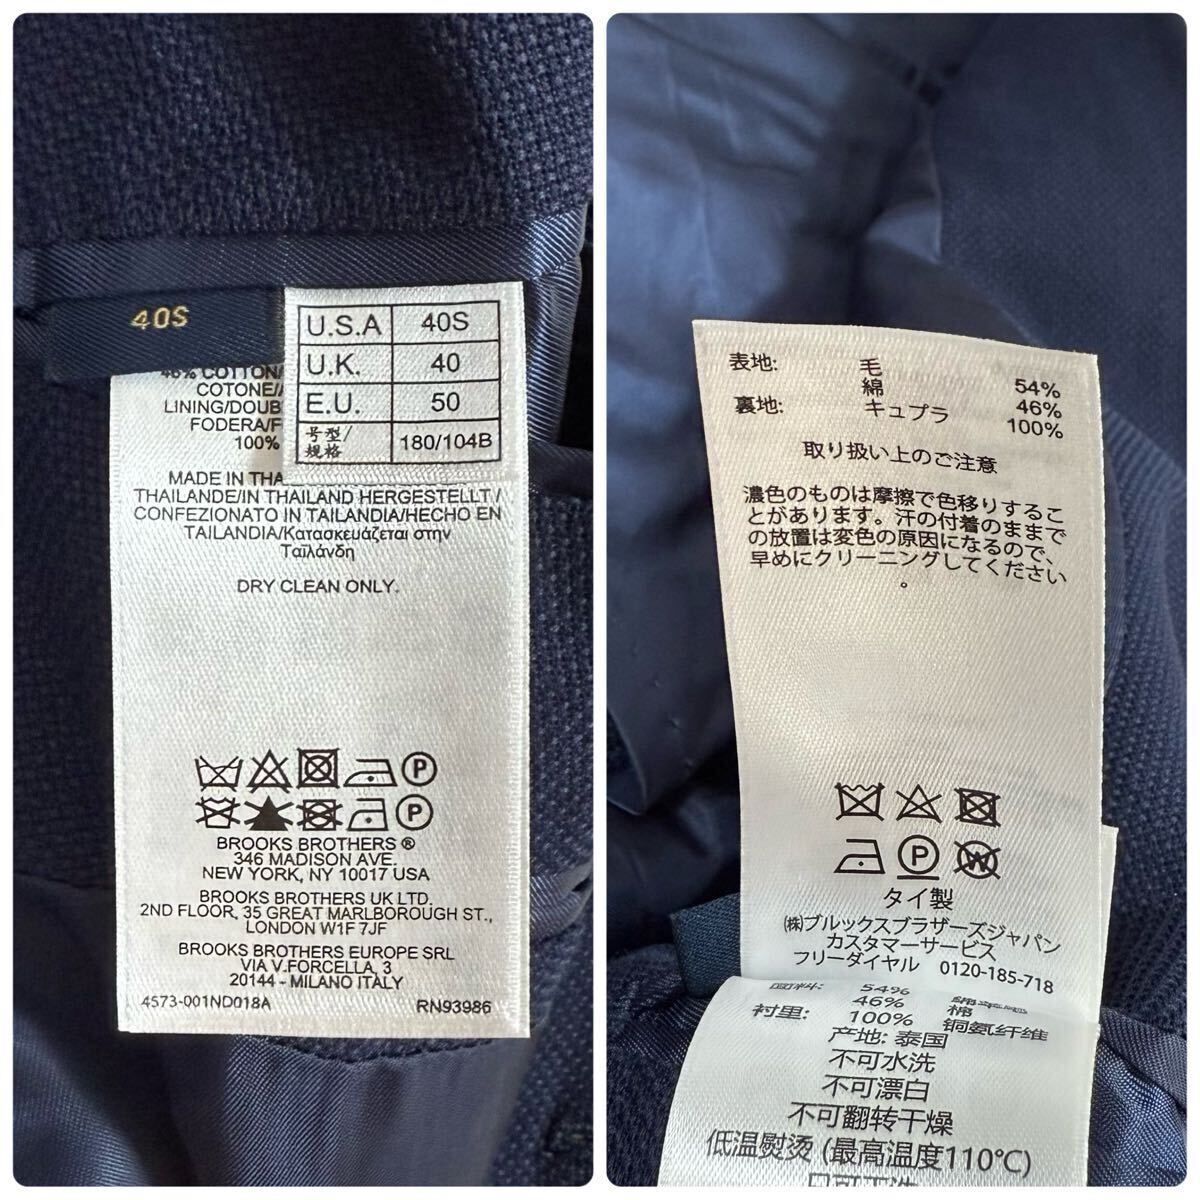 40S
U.S.A 40S
U.K. 40
E.U. 50
号型/规格 180/104B
46% COTTON/
COTONE/
LINING/DOUB
FODERA/F
100%
MADE IN THA
THAILANDE/IN THAILAND HERGESTELLT/
CONFEZIONATO IN TAILANDIA/HECHO EN
TAILANDIA/Κατασκευάζεται στην
Ταϊλάνδη
DRY CLEAN ONLY.
P
P
BROOKS BROTHERS ®
346 MADISON AVE.
NEW YORK, NY 10017 USA
BROOKS BROTHERS UK LTD.
2ND FLOOR, 35 GREAT MARLBOROUGH ST.,
LONDON W1F 7JF
BROOKS BROTHERS EUROPE SRL
VIA V.FORCELLA, 3
20144 - MILANO ITALY
4573-001ND018A RN93986
表地: 毛 54%
綿 46%
裏地: キュプラ 100%
取り扱い上のご注意
濃色のものは摩擦で色移りするこ
とがあります。汗の付着のままで
の放置は変色の原因になるので、
早めにクリーニングしてください
。
P W
タイ製
㈱ブルックスブラザーズジャパン
カスタマーサービス
フリーダイヤル 0120-185-718
面料: 54%
46% 棉
衬里: 100% 铜氨纤维
产地: 泰国
不可水洗
不可漂白
不可翻转干燥
低温熨烫 (最高温度110℃)